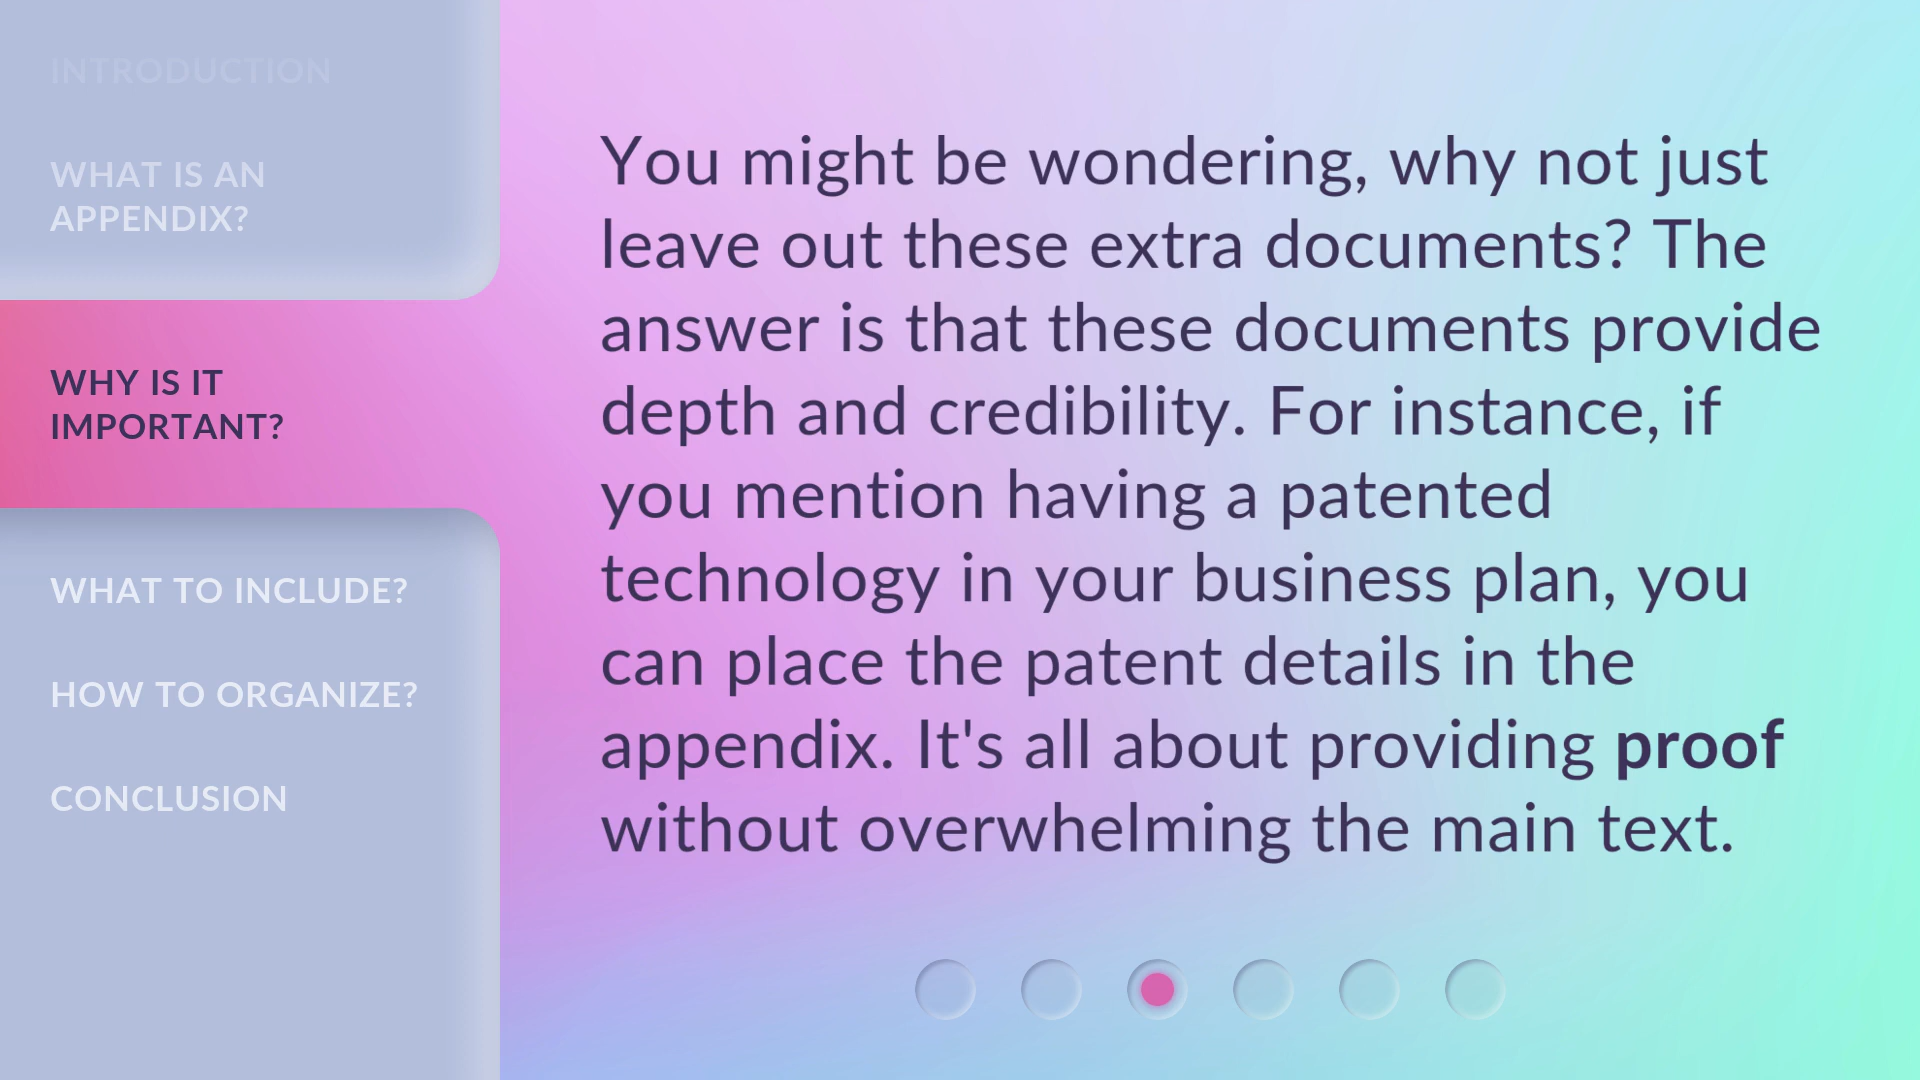 INTRODUCTION
WHAT IS AN
APPENDIX?
WHY IS IT
IMPORTANT?
WHAT TO INCLUDE?
HOW TO ORGANIZE?
CONCLUSION
You might be wondering, why not just
leave out these extra documents? The
answer is that these documents provide
depth and credibility. For instance, if
you mention having a patented
technology in your business plan, you
can place the patent details in the
appendix. It's all about providing proof
without overwhelming the main text.